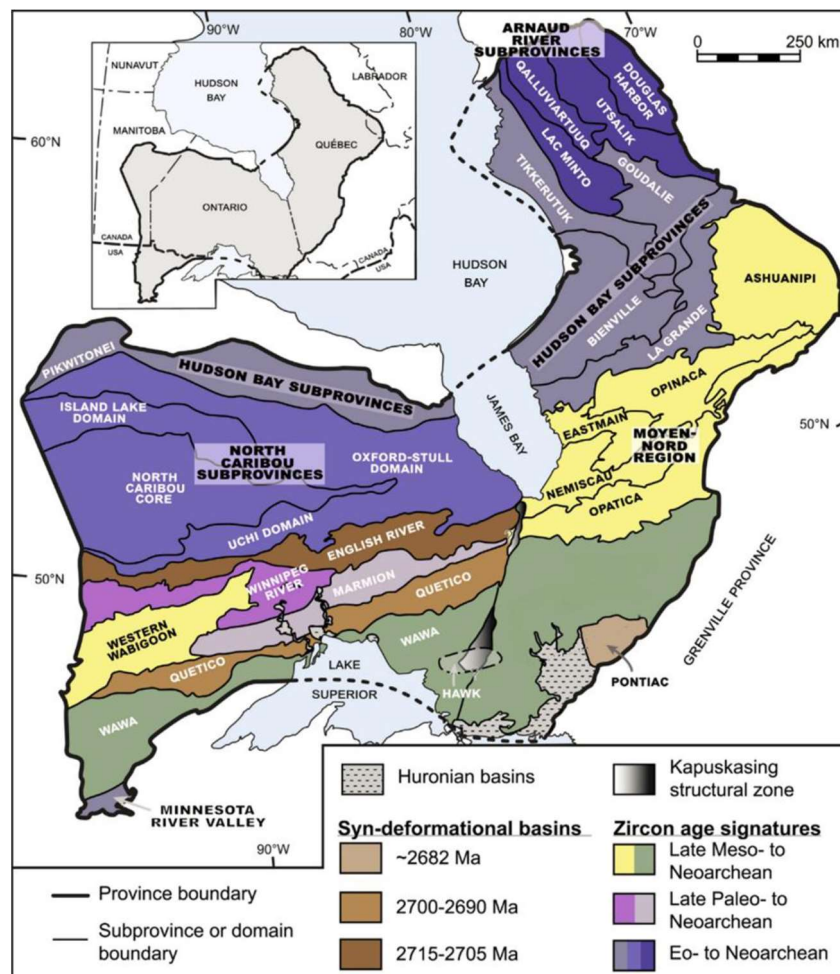 90°W
80°W
ARNAUD
RIVER
SUBPROVINCES
70°W
0
250 km
NUNAVUT
HUDSON
BAY
LABRADOR
MANITOBA
QUÉBEC
ONTARIO
CANADA
USA
CANADA
USA
60°N
DOUGLAS
HARBOR
UTSALIK
QALLUVIARTUUQ
LAC MINTO
GOUDALIE
TIKKERUTUK
HUDSON
BAY
HUDSON BAY SUBPROVINCES
BIENVILLE
LA GRANDE
ASHUANIPI
PIKWITONEI
HUDSON BAY SUBPROVINCES
OPINACA
JAMES BAY
EASTMAIN
MOYEN-
NORD
REGION
50°N
NEMISCAU
OPATICA
ISLAND LAKE
DOMAIN
NORTH
CARIBOU
SUBPROVINCES
OXFORD-STULL
DOMAIN
NORTH
CARIBOU
CORE
UCHI DOMAIN
ENGLISH RIVER
50°N
WINNIPEG
RIVER
MARMION
QUETICO
WESTERN
WABIGOON
WAWA
QUETICO
LAKE
SUPERIOR
HAWK
PONTIAC
GRENVILLE PROVINCE
WAWA
MINNESOTA
RIVER VALLEY
90°W
Huronian basins
Kapuskasing
structural zone
Syn-deformational basins
~2682 Ma
2700-2690 Ma
2715-2705 Ma
Zircon age signatures
Late Meso- to
Neoarchean
Late Paleo- to
Neoarchean
Eo- to Neoarchean
Province boundary
Subprovince or domain
boundary